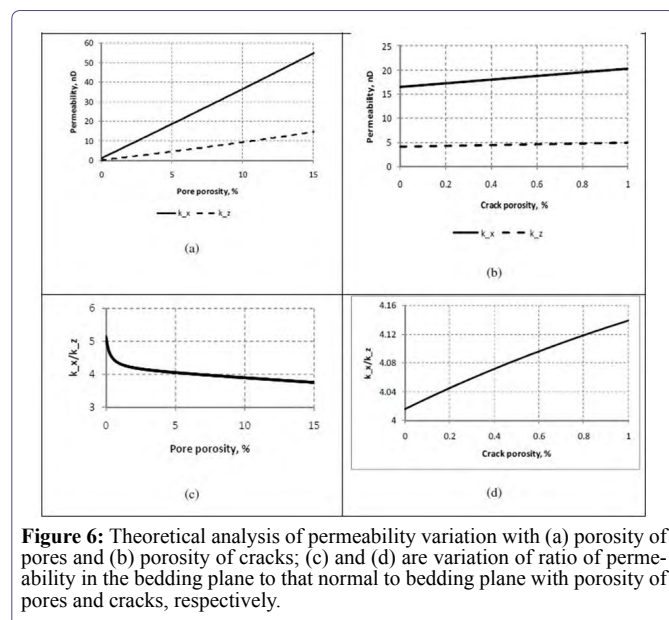 Permeability, nD
60
50
40
30
20
10
0
0 5 10 15
Pore porosity, %
k_x k_z
(a)
Permeability, nD
25
20
15
10
5
0
0 0.2 0.4 0.6 0.8 1
Crack porosity, %
k_x k_z
(b)
k_x/k_z
6
5
4
3
0 5 10 15
Pore porosity, %
(c)
k_x/k_z
4.16
4.12
4.08
4.04
4
0 0.2 0.4 0.6 0.8 1
Crack porosity, %
(d)
Figure 6: Theoretical analysis of permeability variation with (a) porosity of
pores and (b) porosity of cracks; (c) and (d) are variation of ratio of perme-
ability in the bedding plane to that normal to bedding plane with porosity of
pores and cracks, respectively.